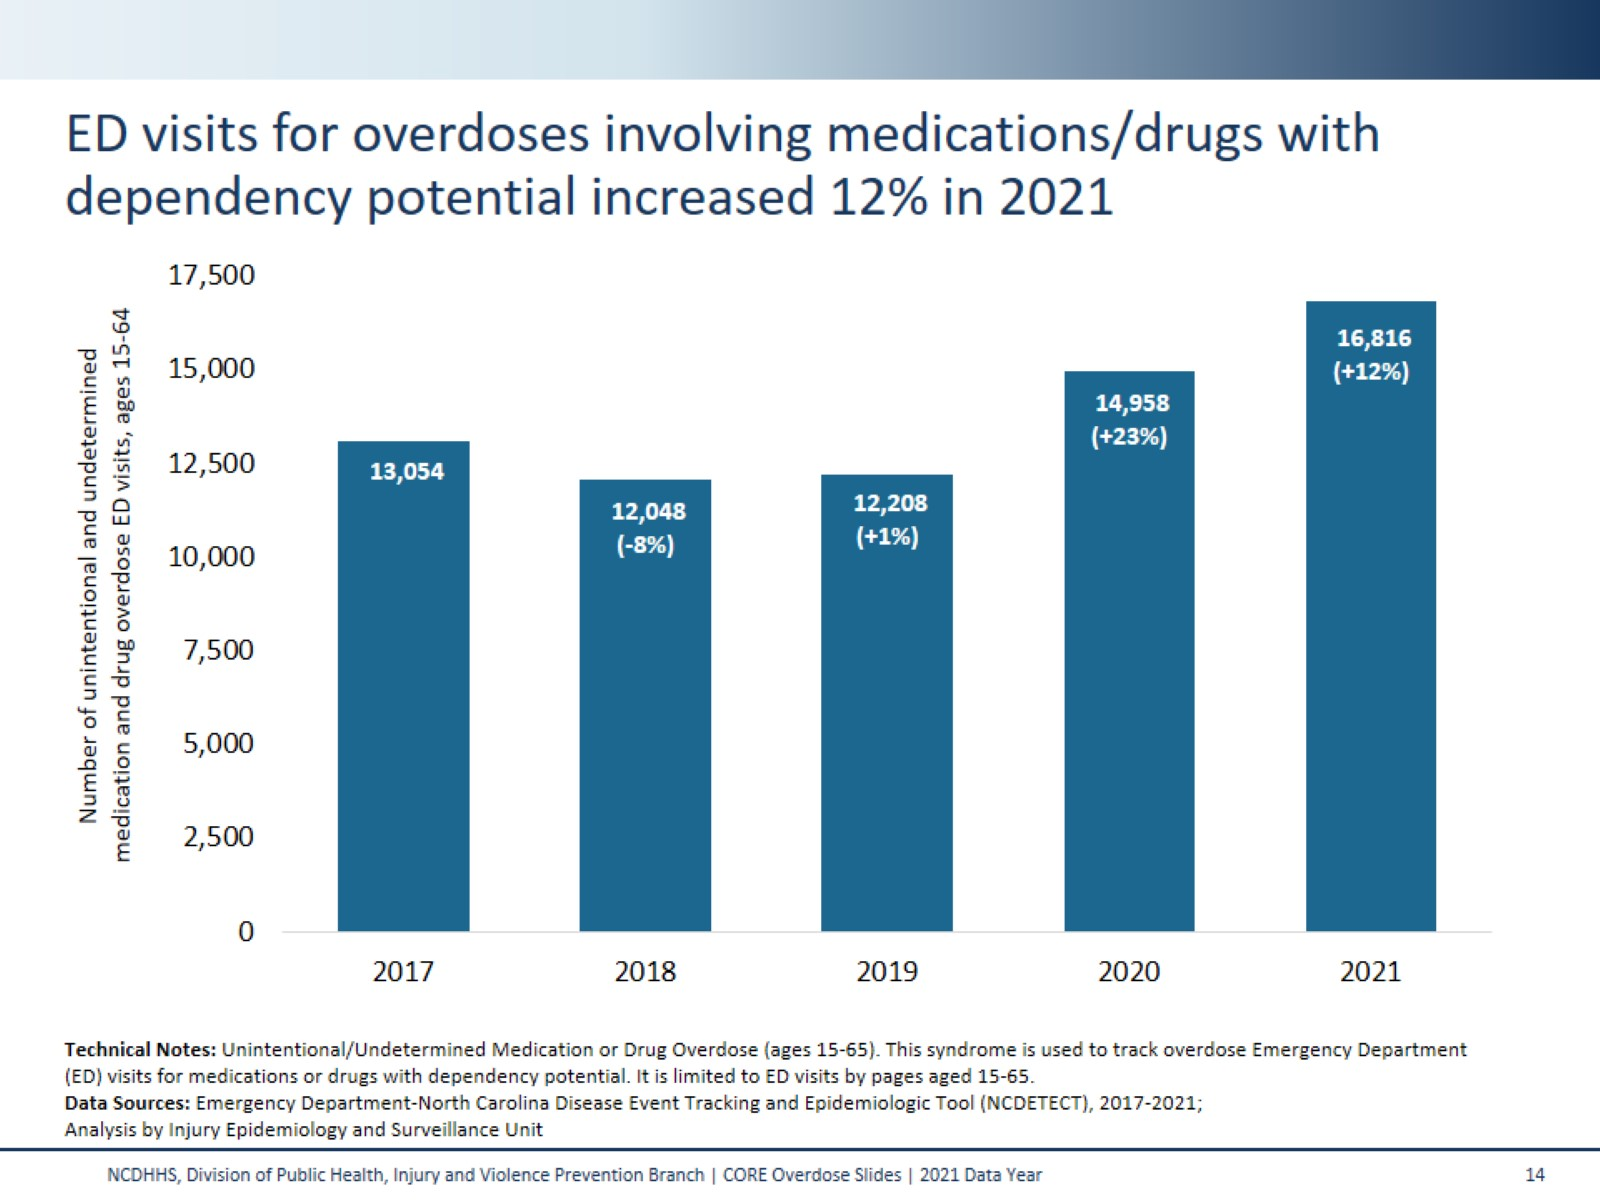 ED visits for overdoses involving medications/drugs with
dependency potential increased 12% in 2021
Number of unintentional and undetermined
medication and drug overdose ED visits, ages 15-64
17,500
15,000
12,500
10,000
7,500
5,000
2,500
0
13,054
12,048
(-8%)
12,208
(+1%)
14,958
(+23%)
16,816
(+12%)
2017
2018
2019
2020
2021
Technical Notes: Unintentional/Undetermined Medication or Drug Overdose (ages 15-65). This syndrome is used to track overdose Emergency Department
(ED) visits for medications or drugs with dependency potential. It is limited to ED visits by pages aged 15-65.
Data Sources: Emergency Department-North Carolina Disease Event Tracking and Epidemiologic Tool (NCDETECT), 2017-2021;
Analysis by Injury Epidemiology and Surveillance Unit
NCDHHS, Division of Public Health, Injury and Violence Prevention Branch | CORE Overdose Slides | 2021 Data Year
14